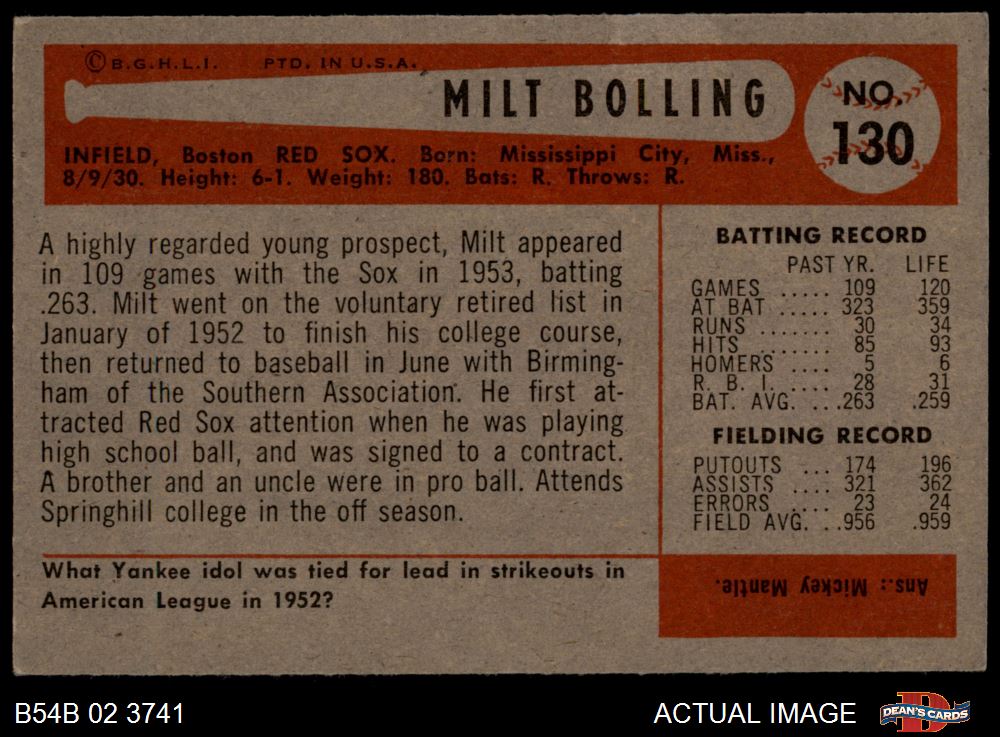 © B.G.H.L.I. PTD. IN U.S.A.
MILT BOLLING
NO.
130
INFIELD, Boston RED SOX. Born: Mississippi City, Miss.,
8/9/30. Height: 6-1. Weight: 180. Bats: R. Throws: R.
A highly regarded young prospect, Milt appeared
in 109 games with the Sox in 1953, batting
.263. Milt went on the voluntary retired list in
January of 1952 to finish his college course,
then returned to baseball in June with Birming-
ham of the Southern Association. He first at-
tracted Red Sox attention when he was playing
high school ball, and was signed to a contract.
A brother and an uncle were in pro ball. Attends
Springhill college in the off season.
BATTING RECORD
PAST YR. LIFE
GAMES ..... 109 120
AT BAT ..... 323 359
RUNS ....... 30 34
HITS ....... 85 93
HOMERS .... 5 6
R. B. I. .... 28 31
BAT. AVG. ...263 .259
FIELDING RECORD
PUTOUTS ... 174 196
ASSISTS .... 321 362
ERRORS .... 23 24
FIELD AVG. ..956 .959
What Yankee idol was tied for lead in strikeouts in
American League in 1952?
Ans.: Mickey Mantle.
B54B 02 3741
ACTUAL IMAGE
DEAN'S CARDS